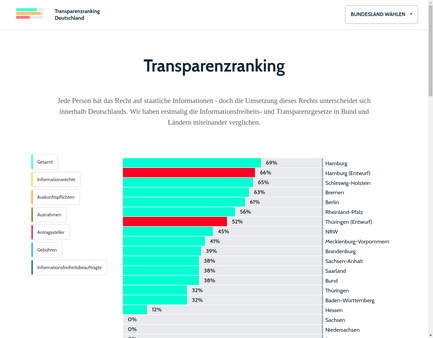 Transparenzranking
Deutschland
BUNDESLAND WÄHLEN
Transparenzranking
Jede Person hat das Recht auf staatliche Informationen - doch die Umsetzung dieses Rechts unterscheidet sich
innerhalb Deutschlands. Wir haben erstmalig die Informationsfreiheits- und Transparenzgesetze in Bund und
Ländern miteinander verglichen.
Gesamt
Informationsrechte
Auskunftspflichten
Ausnahmen
Antragsteller
Gebühren
Informationsfreiheitsbeauftragte
69% Hamburg
66% Hamburg (Entwurf)
65% Schleswig-Holstein
63% Bremen
61% Berlin
56% Rheinland-Pfalz
52% Thüringen (Entwurf)
45% NRW
41% Mecklenburg-Vorpommern
39% Brandenburg
38% Sachsen-Anhalt
38% Saarland
38% Bund
32% Thüringen
32% Baden-Württemberg
12% Hessen
0% Sachsen
0% Niedersachsen